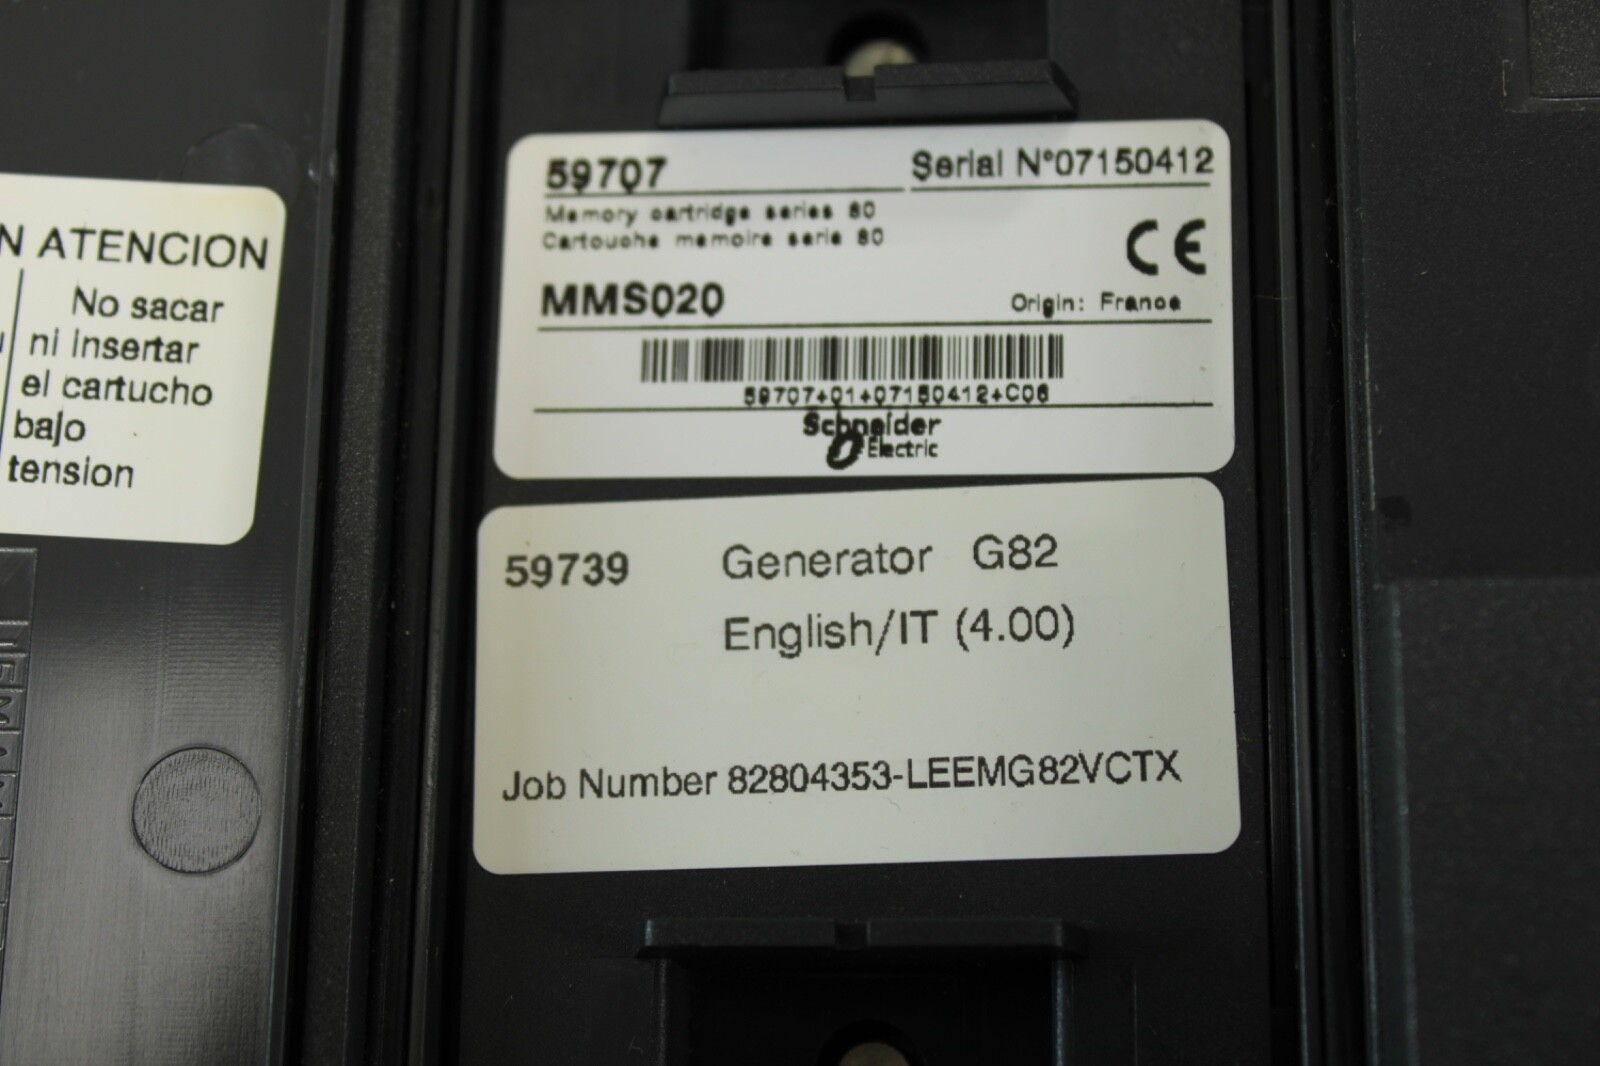 N ATENCION
No sacar
ni insertar
el cartucho
bajo
tension
59707 Serial N°07150412
Memory cartridge series 80
Cartouche memoire serie 80
CE
MMS020 Origin: France
59707+01+07150412+C06
Schneider
Electric
59739 Generator G82
English/IT (4.00)
Job Number 82804353-LEEMG82VCTX